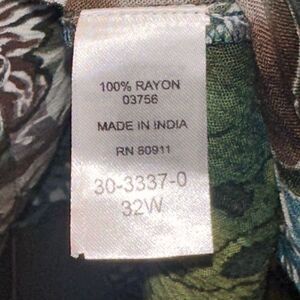 100% RAYON
03756
MADE IN INDIA
RN 80911
30-3337-0
32W